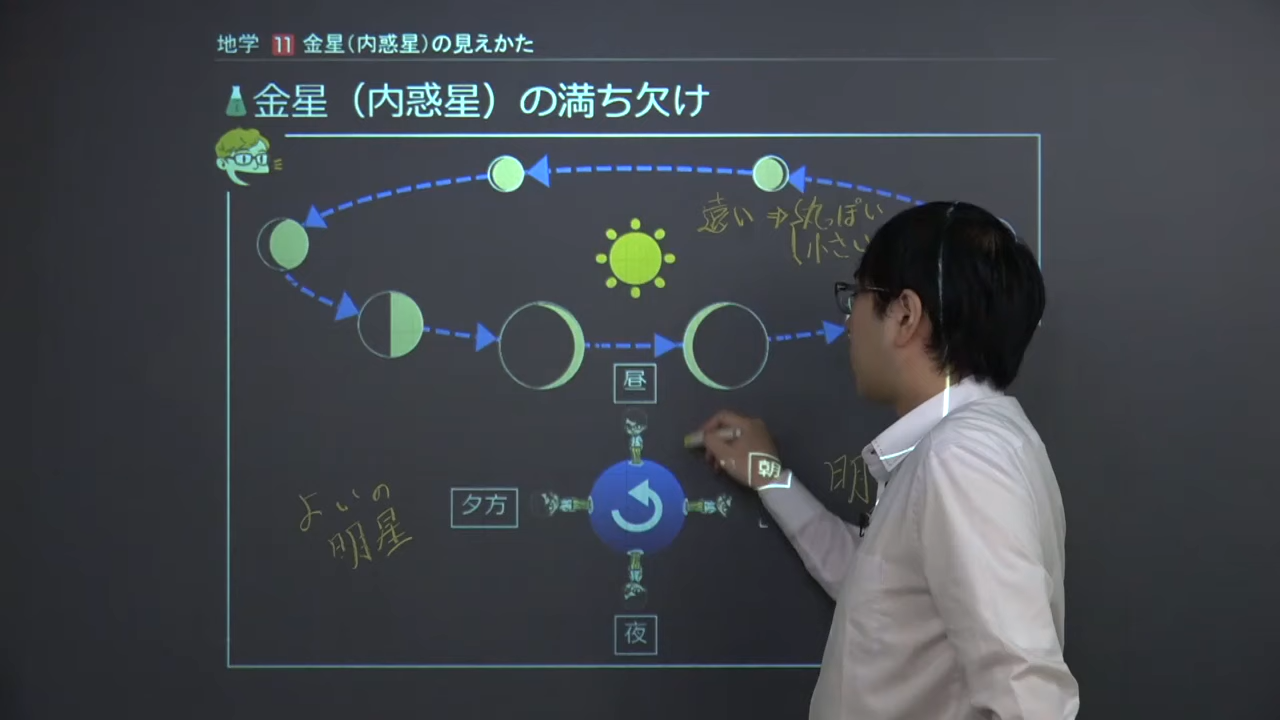 地学 11 金星(内惑星)の見えかた
金星(内惑星)の満ち欠け
遠い ⇒ 丸っぽい
小さい
昼
朝
明
夕方
よいの
明星
夜